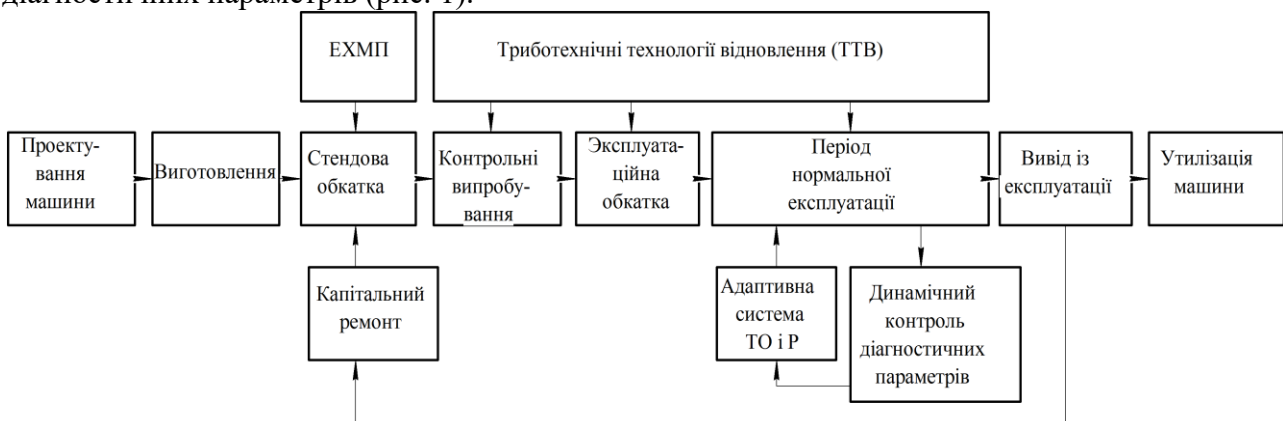 діагностичних параметрів (рис. 1).
ЕХМП
Триботехнічні технології відновлення (ТТВ)
Проекту-
вання
машини
Виготовлення
Стендова
обкатка
Контрольні
випробу-
вання
Эксплуата-
ційна
обкатка
Період
нормальної
експлуатації
Вивід із
експлуатації
Утилізація
машини
Капітальний
ремонт
Адаптивна
система
ТО і Р
Динамічний
контроль
діагностичних
параметрів